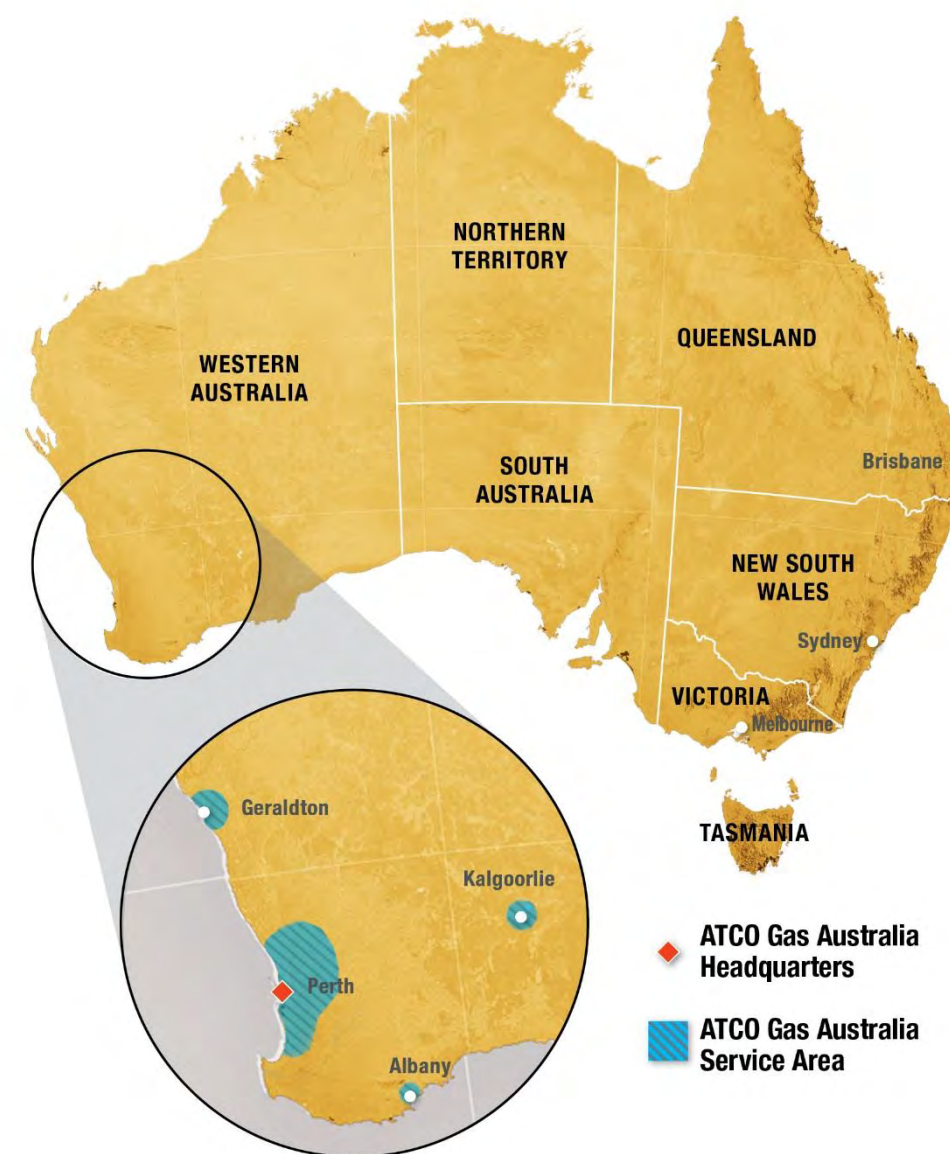 NORTHERN
TERRITORY
QUEENSLAND
WESTERN
AUSTRALIA
Brisbane
SOUTH
AUSTRALIA
NEW SOUTH
WALES
Sydney
VICTORIA
Melbourne
Geraldton
TASMANIA
Kalgoorlie
ATCO Gas Australia
Headquarters
Perth
ATCO Gas Australia
Service Area
Albany